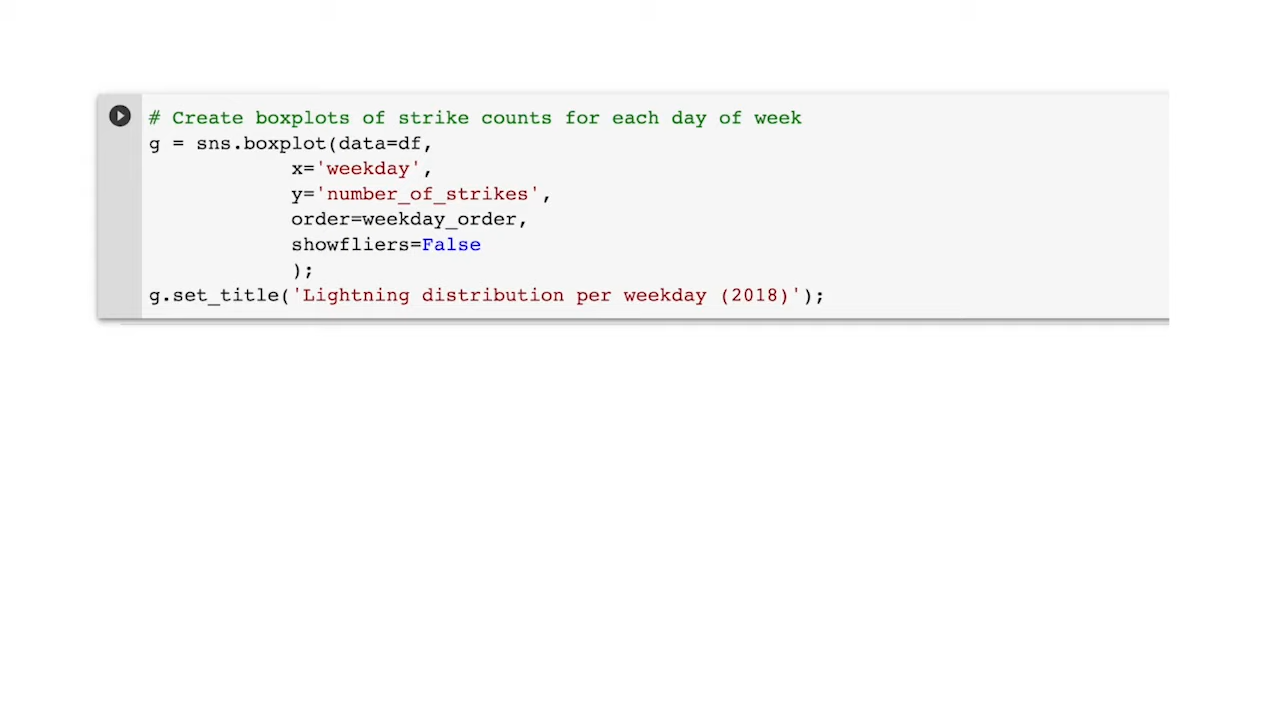 # Create boxplots of strike counts for each day of week
g = sns.boxplot(data=df,
            x='weekday',
            y='number_of_strikes',
            order=weekday_order,
            showfliers=False
            );
g.set_title('Lightning distribution per weekday (2018)');